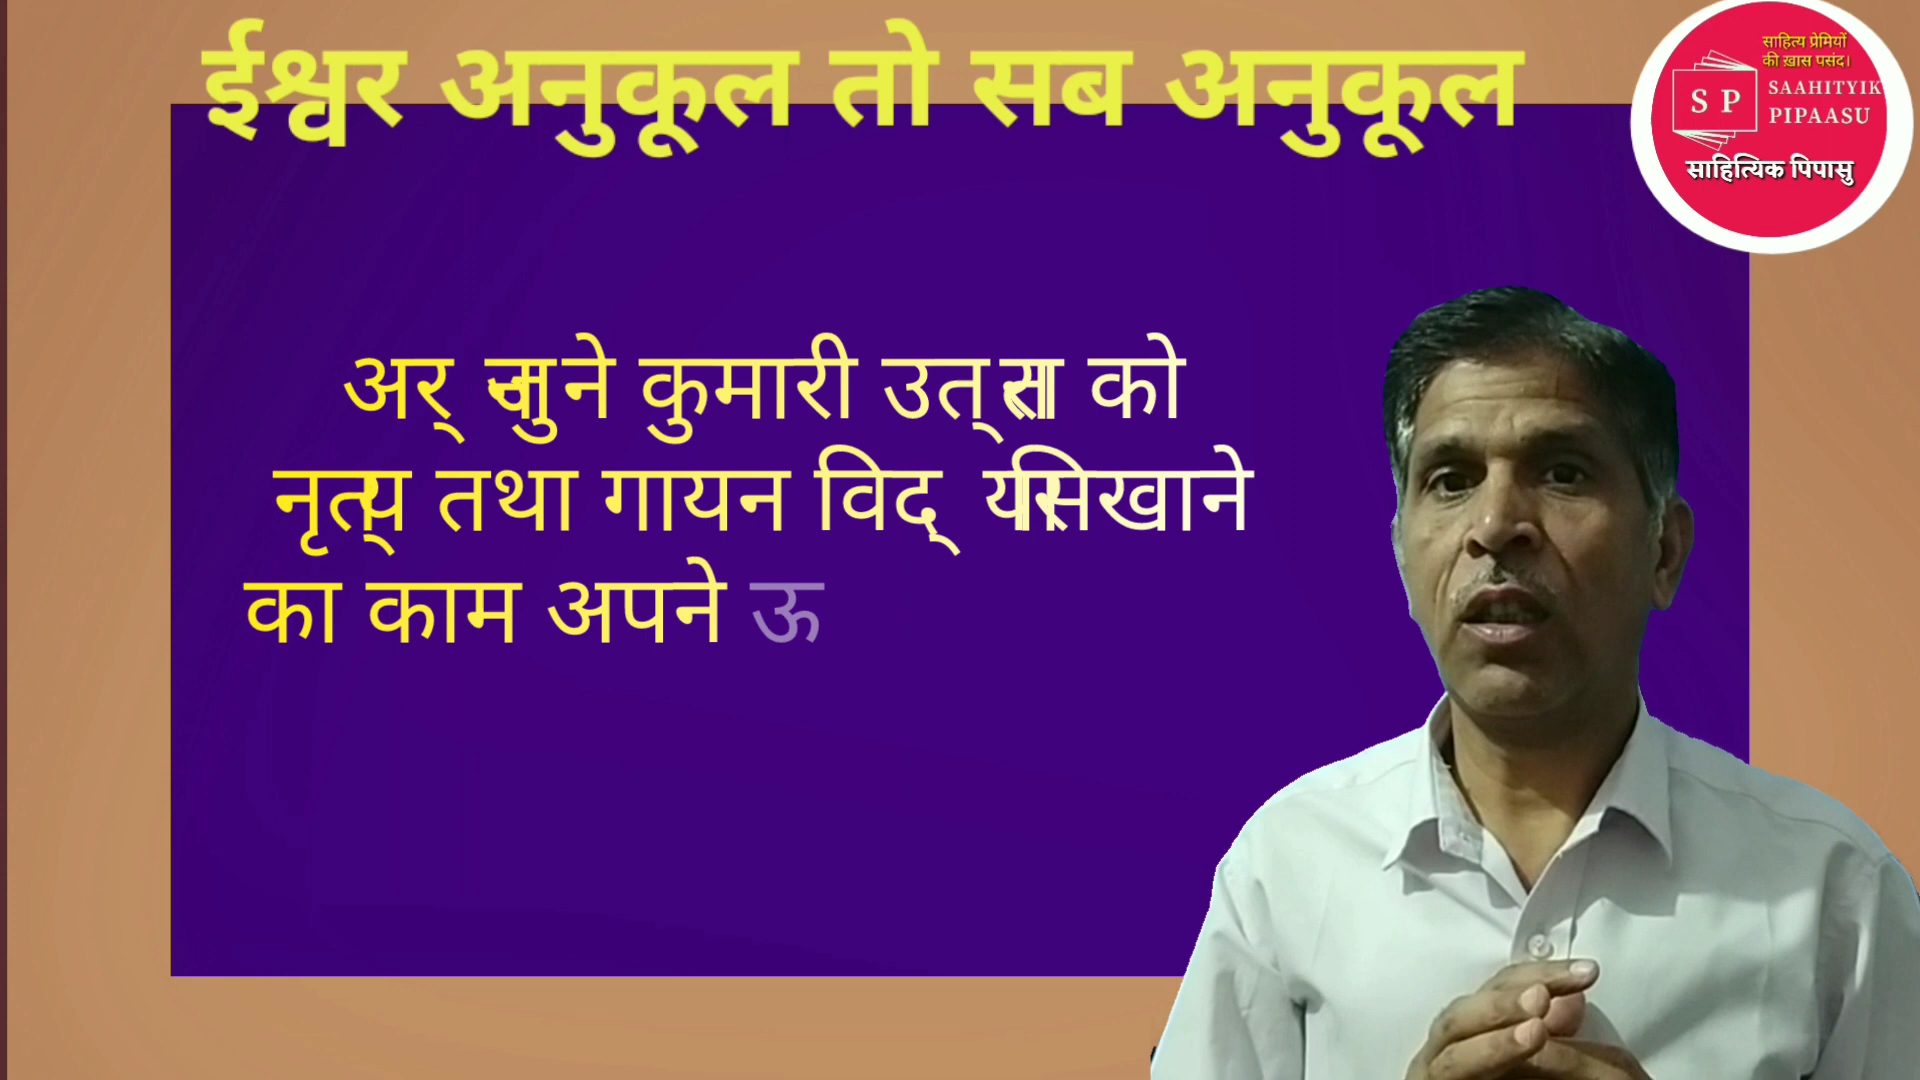 ईश्वर अनुकूल तो सब अनुकूल
साहित्य प्रेमियों
की ख़ास पसंद।
S P
SAAHITYIK
PIPAASU
साहित्यिक पिपासु
अर्जुन ने कुमारी उत्तरा को
नृत्य तथा गायन विद्या सिखाने
का काम अपने ऊ